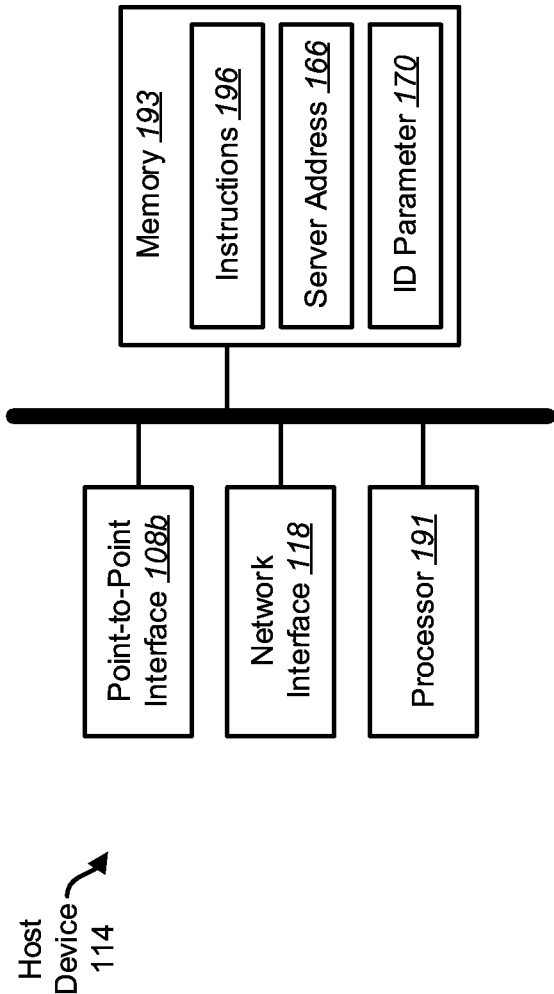 Host
Device
114
Point-to-Point
Interface 108b
Network
Interface 118
Processor 191
Memory 193
Instructions 196
Server Address 166
ID Parameter 170